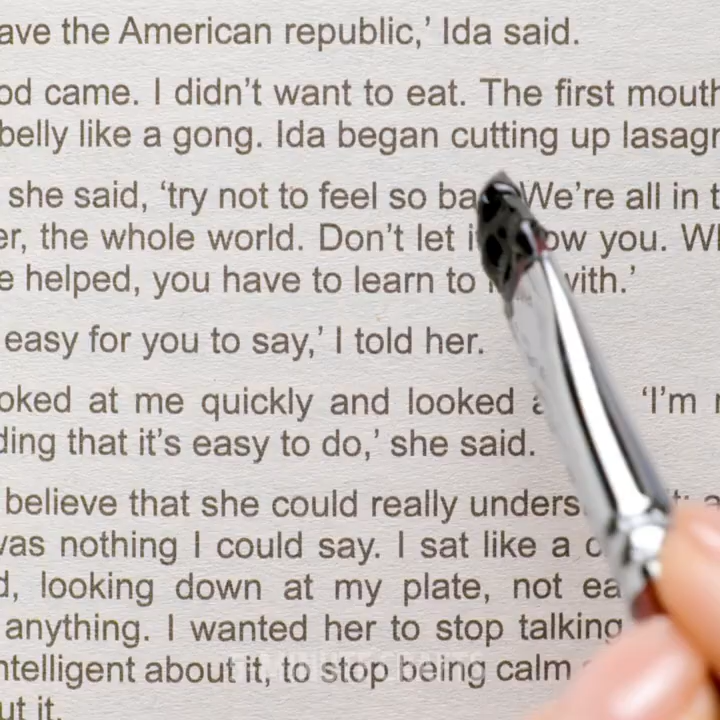 ave the American republic,’ Ida said.
od came. I didn’t want to eat. The first mouth
belly like a gong. Ida began cutting up lasagn
she said, ‘try not to feel so ba We’re all in t
er, the whole world. Don’t let i ow you. Wh
e helped, you have to learn to with.’
easy for you to say,’ I told her.
oked at me quickly and looked a ‘I’m
ding that it’s easy to do,’ she said.
believe that she could really unders
was nothing I could say. I sat like a c
d, looking down at my plate, not ea
anything. I wanted her to stop talking
ntelligent about it, to stop being calm
ut it.